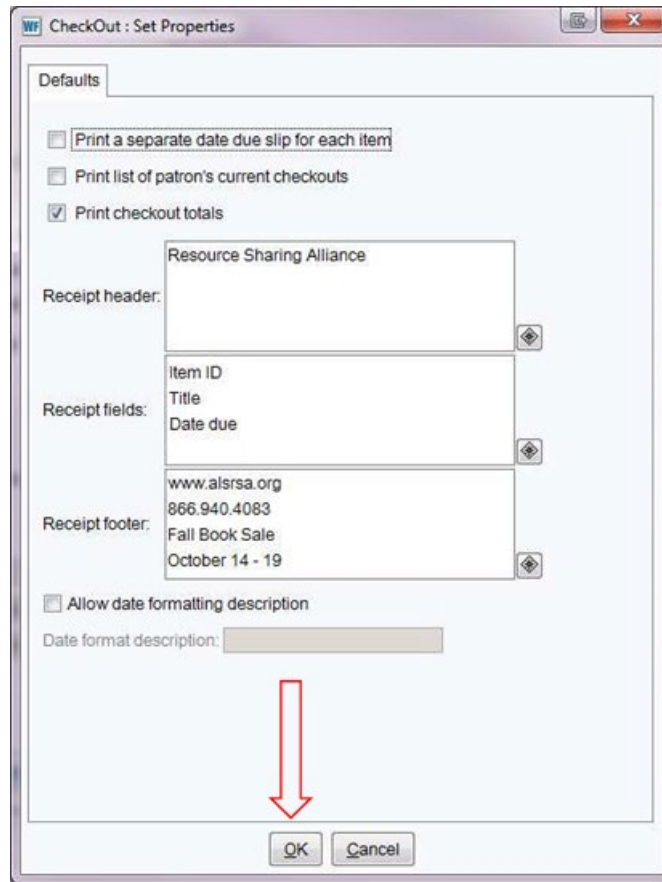 WF CheckOut : Set Properties
Defaults
Print a separate date due slip for each item
Print list of patron's current checkouts
Print checkout totals
Receipt header:
Resource Sharing Alliance
Receipt fields:
Item ID
Title
Date due
Receipt footer:
www.alsrsa.org
866.940.4083
Fall Book Sale
October 14 - 19
Allow date formatting description
Date format description:
OK Cancel